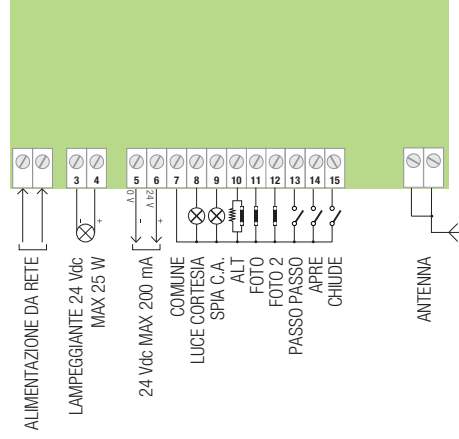 3 4 5 6 7 8 9 10 11 12 13 14 15
- +
0 V - 24 V +
ALIMENTAZIONE DA RETE
LAMPEGGIANTE 24 Vdc
MAX 25 W
24 Vdc MAX 200 mA
COMUNE
LUCE CORTESIA
SPIA C.A.
ALT
FOTO
FOTO 2
PASSO PASSO
APRE
CHIUDE
ANTENNA